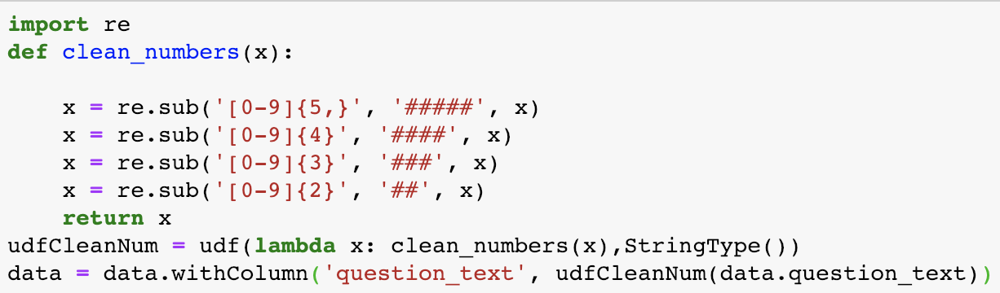 import re
def clean_numbers(x):

    x = re.sub('[0-9]{5,}', '#####', x)
    x = re.sub('[0-9]{4}', '####', x)
    x = re.sub('[0-9]{3}', '###', x)
    x = re.sub('[0-9]{2}', '##', x)
    return x
udfCleanNum = udf(lambda x: clean_numbers(x),StringType())
data = data.withColumn('question_text', udfCleanNum(data.question_text))